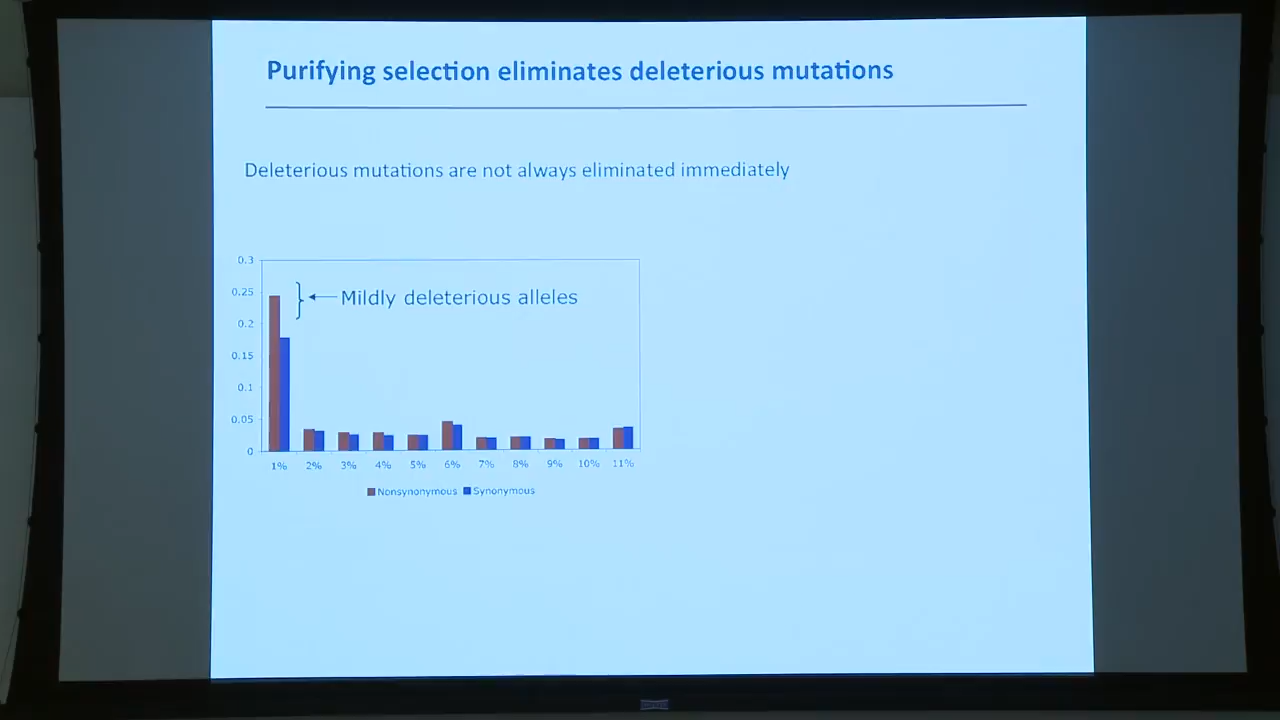 Purifying selection eliminates deleterious mutations
Deleterious mutations are not always eliminated immediately
0.3
0.25
0.2
0.15
0.1
0.05
0
Mildly deleterious alleles
1% 2% 3% 4% 5% 6% 7% 8% 9% 10% 11%
Nonsynonymous Synonymous